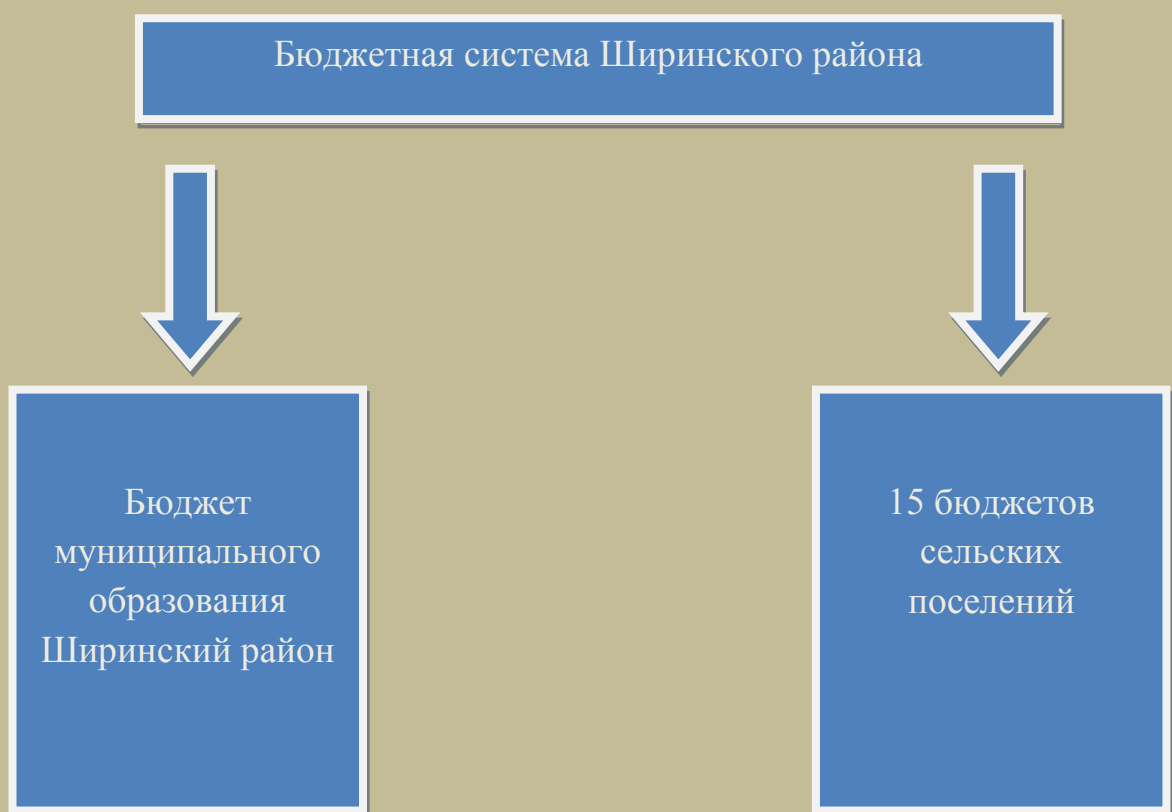 Бюджетная система Ширинского района
Бюджет
муниципального
образования
Ширинский район
15 бюджетов
сельских
поселений